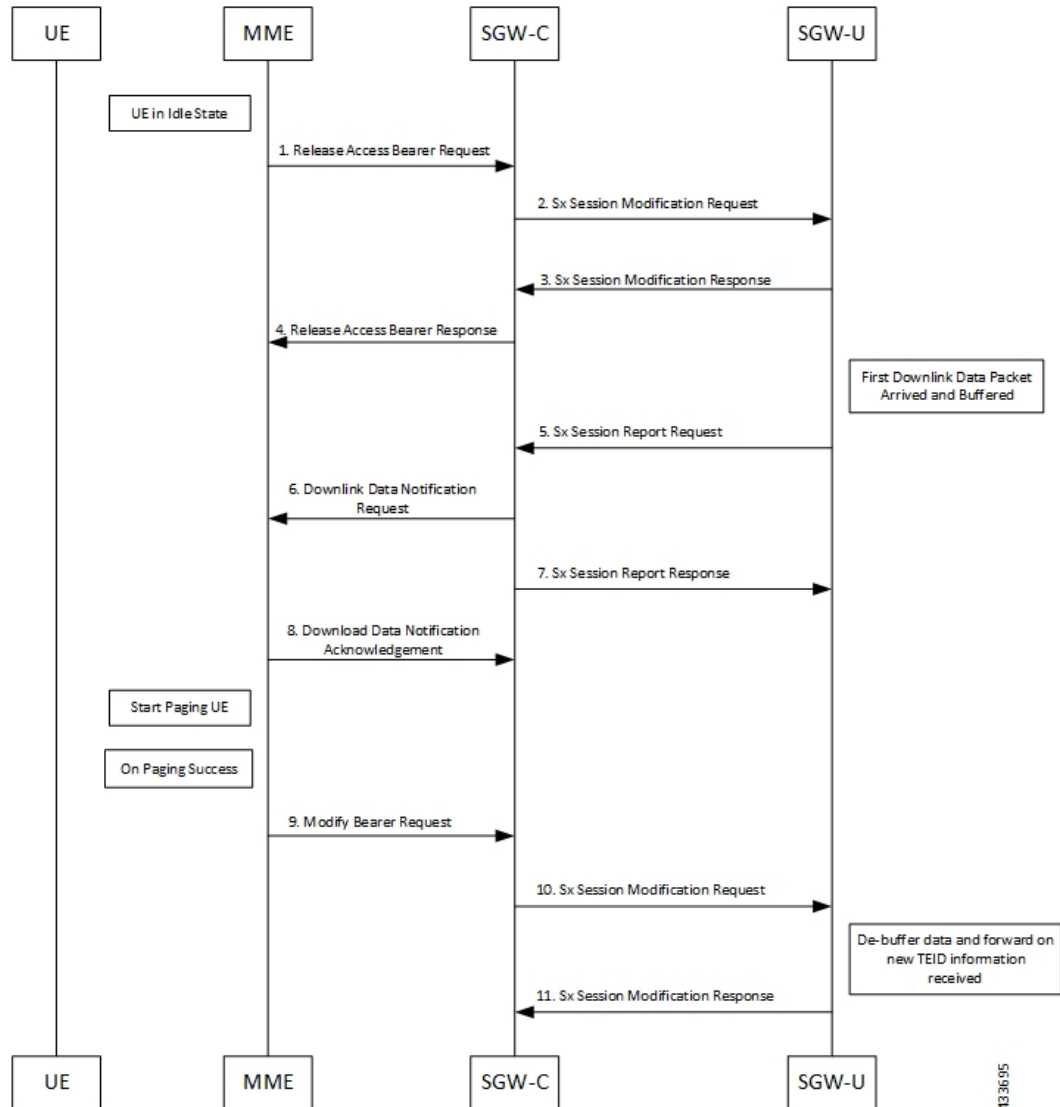 UE
MME
SGW-C
SGW-U
UE in Idle State
1. Release Access Bearer Request
2. Sx Session Modification Request
3. Sx Session Modification Response
4. Release Access Bearer Response
First Downlink Data Packet
Arrived and Buffered
5. Sx Session Report Request
6. Downlink Data Notification
Request
7. Sx Session Report Response
8. Download Data Notification
Acknowledgement
Start Paging UE
On Paging Success
9. Modify Bearer Request
10. Sx Session Modification Request
De-buffer data and forward on
new TEID information
received
11. Sx Session Modification Response
UE
MME
SGW-C
SGW-U
433695